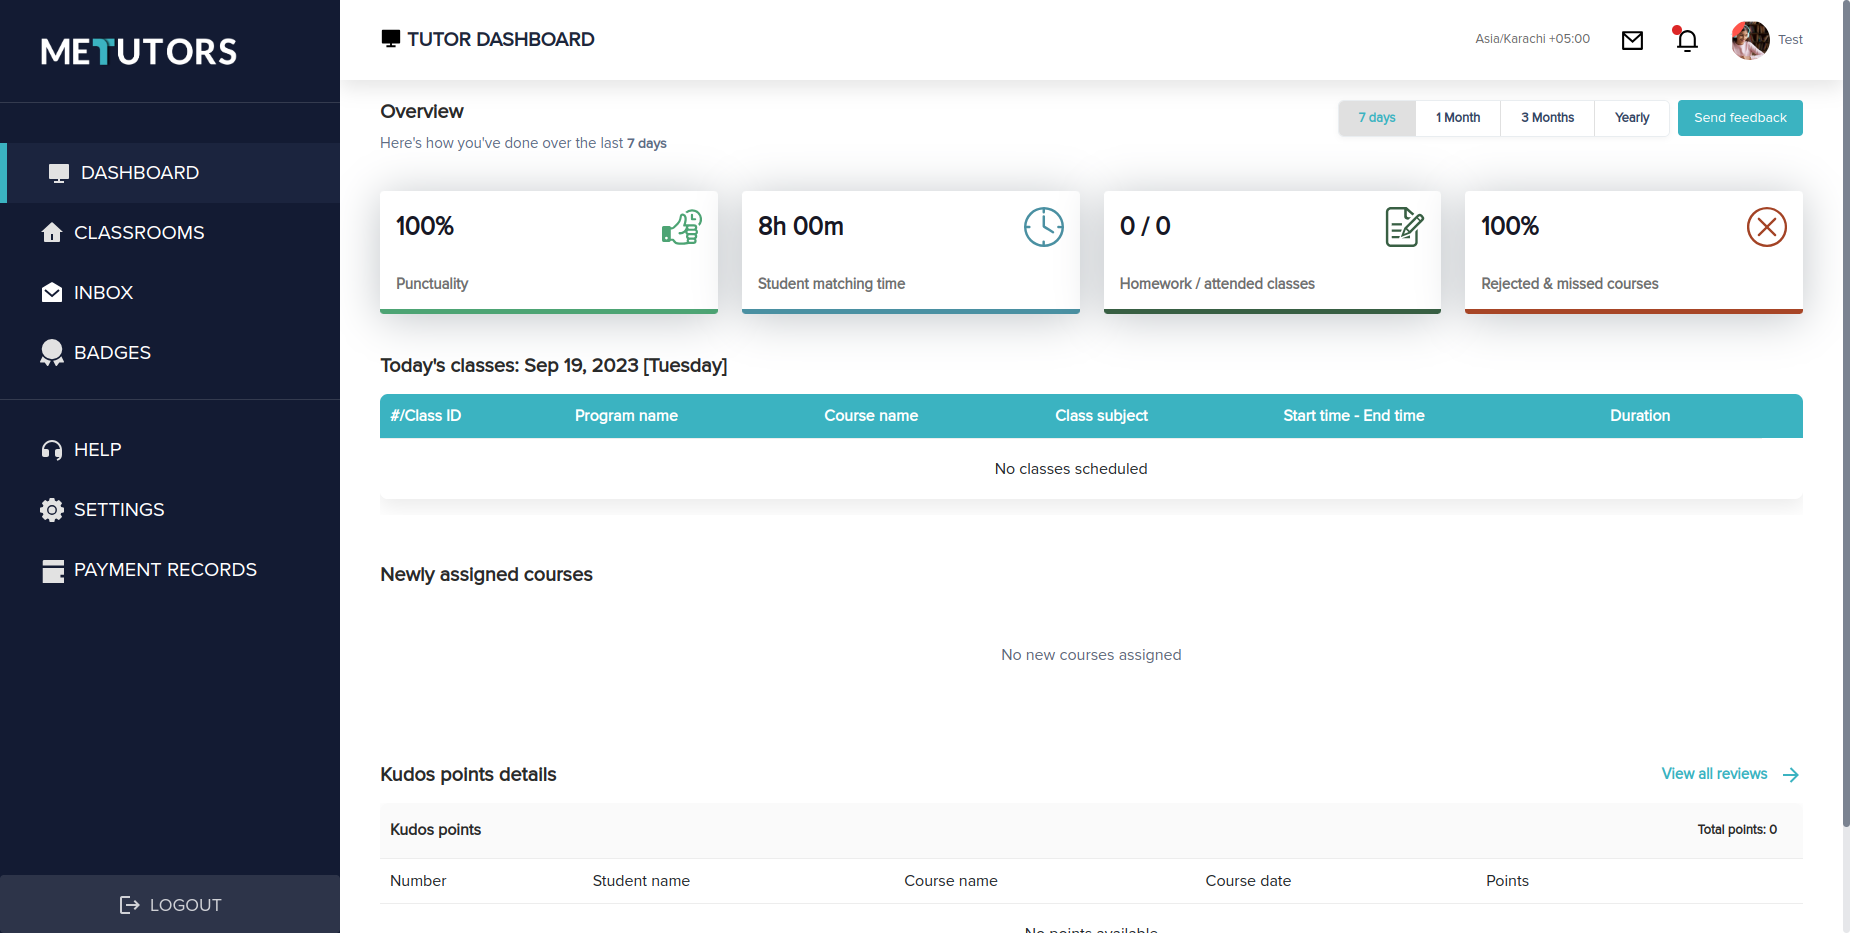 METUTORS
DASHBOARD
CLASSROOMS
INBOX
BADGES
HELP
SETTINGS
PAYMENT RECORDS
LOGOUT
TUTOR DASHBOARD
Asia/Karachi +05:00
Test
Overview
Here's how you've done over the last 7 days
7 days 1 Month 3 Months Yearly Send feedback
100%
Punctuality
8h 00m
Student matching time
0 / 0
Homework / attended classes
100%
Rejected & missed courses
Today's classes: Sep 19, 2023 [Tuesday]
#/Class ID Program name Course name Class subject Start time - End time Duration
No classes scheduled
Newly assigned courses
No new courses assigned
Kudos points details
View all reviews
Kudos points Total points: 0
Number Student name Course name Course date Points
No points available